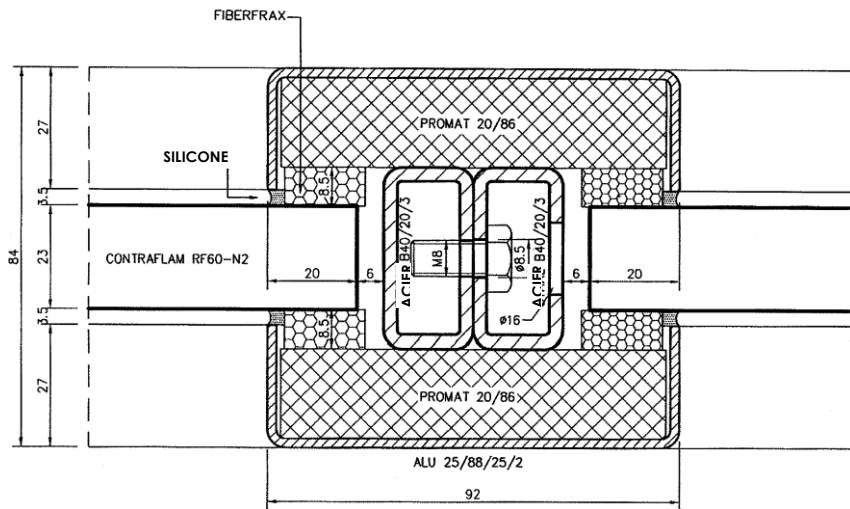 FIBERFRAX
PROMAT 20/86
SILICONE
27
3.5
8.5
84
CONTRAFLAM RF60-N2
23
20
6
ACIER B40/20/3
M8
ø8.5
ACIER B40/20/3
6
20
ø16
3.5
8.5
27
PROMAT 20/86
ALU 25/88/25/2
92